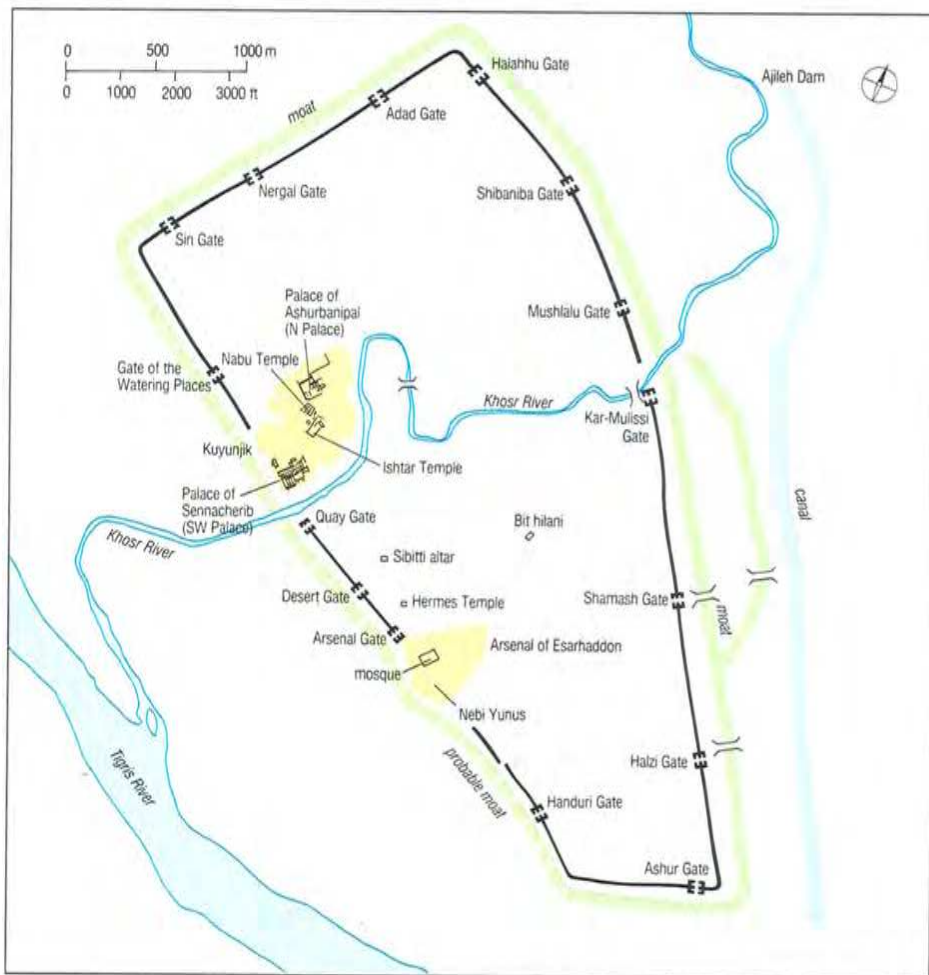 0 500 1000 m
0 1000 2000 3000 ft
moat
Halahhu Gate
Ajileh Dam
Adad Gate
Nergal Gate
Shibaniba Gate
Sin Gate
Palace of
Ashurbanipal
(N Palace)
Mushlalu Gate
Nabu Temple
Gate of the
Watering Places
Khosr River
Kar-Mulissi
Gate
Kuyunjik
Ishtar Temple
Palace of
Sennacherib
(SW Palace)
canal
Quay Gate
Bit hilani
Khosr River
Sibitti altar
Desert Gate
Hermes Temple
Shamash Gate
moat
Arsenal Gate
Arsenal of Esarhaddon
mosque
Nebi Yunus
probable moat
Tigris River
Halzi Gate
Handuri Gate
Ashur Gate